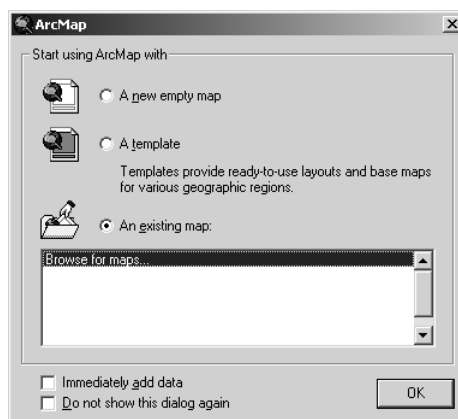 ArcMap
Start using ArcMap with
A new empty map
A template
Templates provide ready-to-use layouts and base maps
for various geographic regions.
An existing map:
Browse for maps...
Immediately add data
Do not show this dialog again
OK